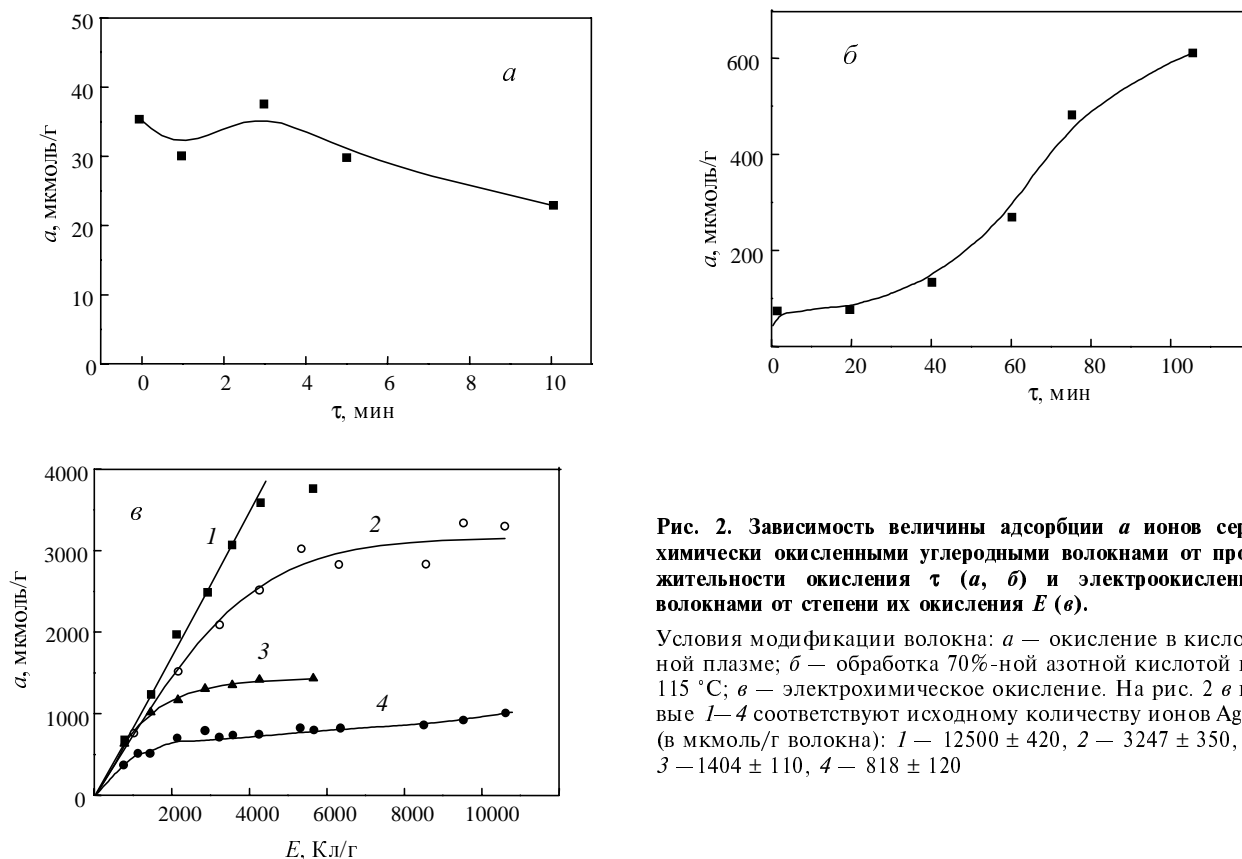 50
40
30
20
10
0
а
a, мкмоль/г
0 2 4 6 8 10
τ, мин
600
400
200
б
a, мкмоль/г
0 20 40 60 80 100
τ, мин
4000
3000
2000
1000
0
в
1
2
3
4
a, мкмоль/г
2000 4000 6000 8000 10000
E, Кл/г
Рис. 2. Зависимость величины адсорбции a ионов сер
химически окисленными углеродными волокнами от про
жительности окисления τ (а, б) и электроокислен
волокнами от степени их окисления E (в).
Условия модификации волокна: а — окисление в кисло
ной плазме; б — обработка 70%-ной азотной кислотой
115 °С; в — электрохимическое окисление. На рис. 2 в
вые 1—4 соответствуют исходному количеству ионов Ag
(в мкмоль/г волокна): 1 — 12500 ± 420, 2 — 3247 ± 350,
3 —1404 ± 110, 4 — 818 ± 120